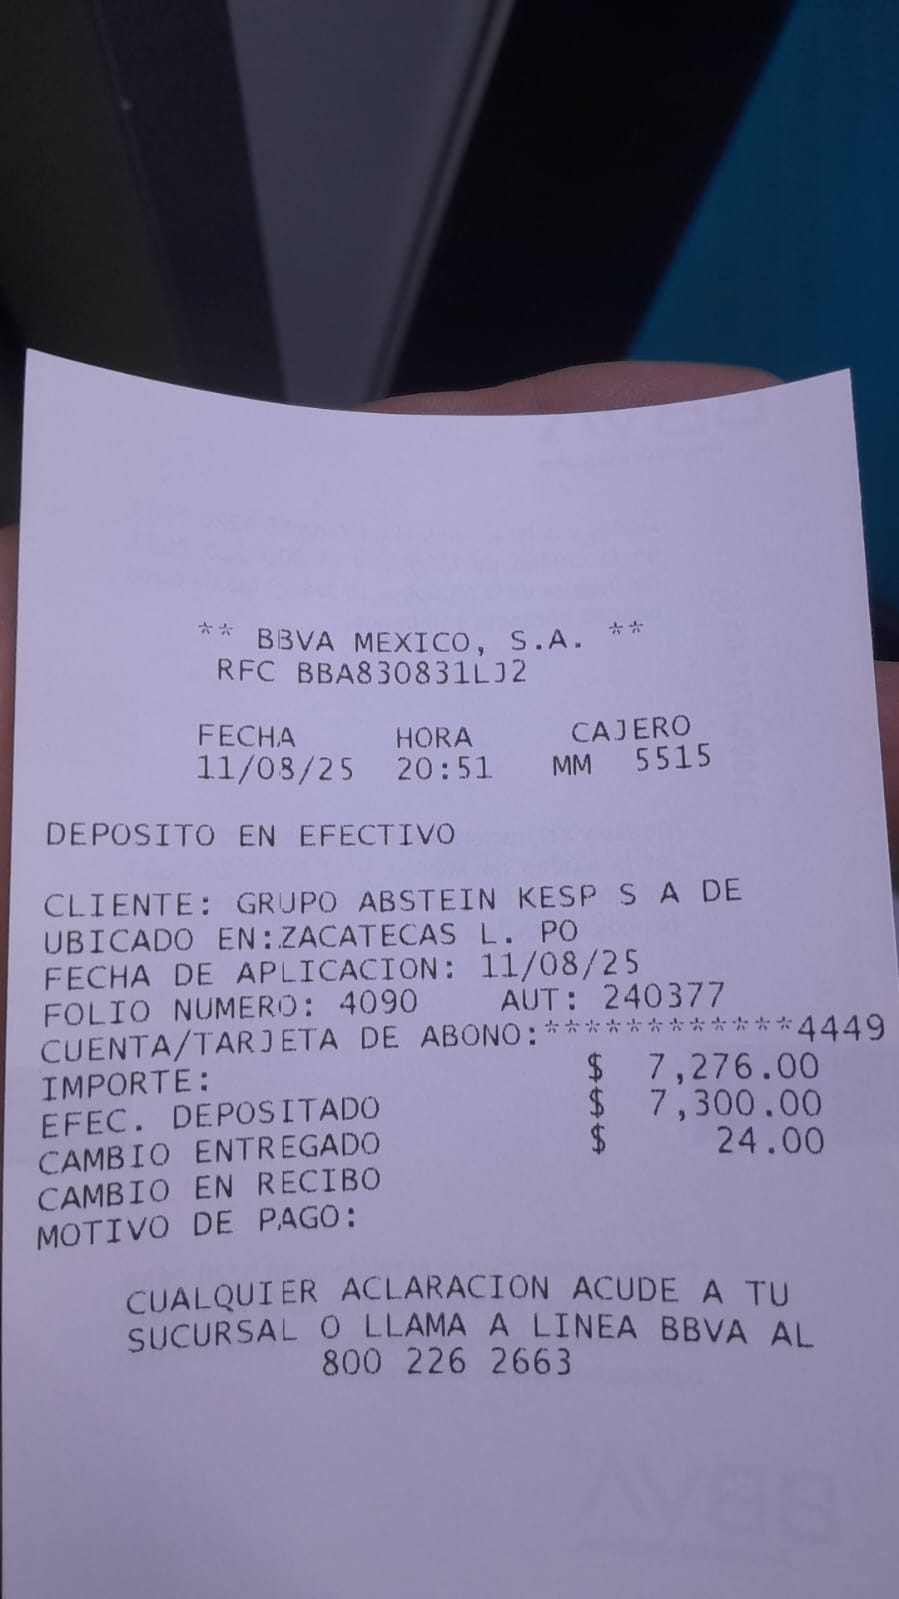 ** BBVA MEXICO, S.A. **
RFC BBA830831LJ2
FECHA HORA CAJERO
11/08/25 20:51 MM 5515
DEPOSITO EN EFECTIVO
CLIENTE: GRUPO ABSTEIN KESP S A DE
UBICADO EN:ZACATECAS L. PO
FECHA DE APLICACION: 11/08/25
FOLIO NUMERO: 4090 AUT: 240377
CUENTA/TARJETA DE ABONO:************4449
IMPORTE: $ 7,276.00
EFEC. DEPOSITADO $ 7,300.00
CAMBIO ENTREGADO $ 24.00
CAMBIO EN RECIBO
MOTIVO DE PAGO:
CUALQUIER ACLARACION ACUDE A TU
SUCURSAL O LLAMA A LINEA BBVA AL
800 226 2663